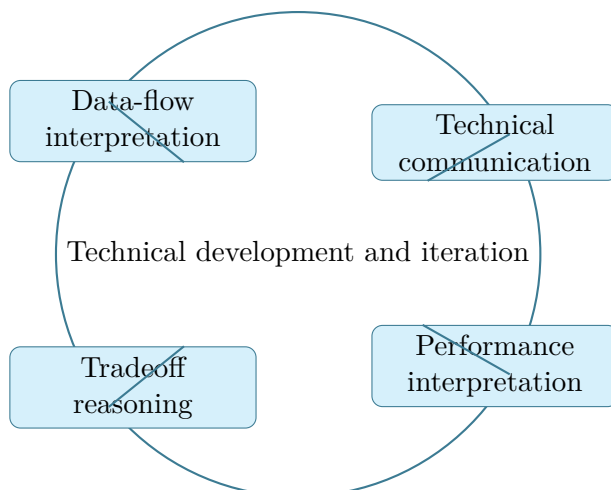 Data-flow
interpretation
Technical
communication
Technical development and iteration
Tradeoff
reasoning
Performance
interpretation